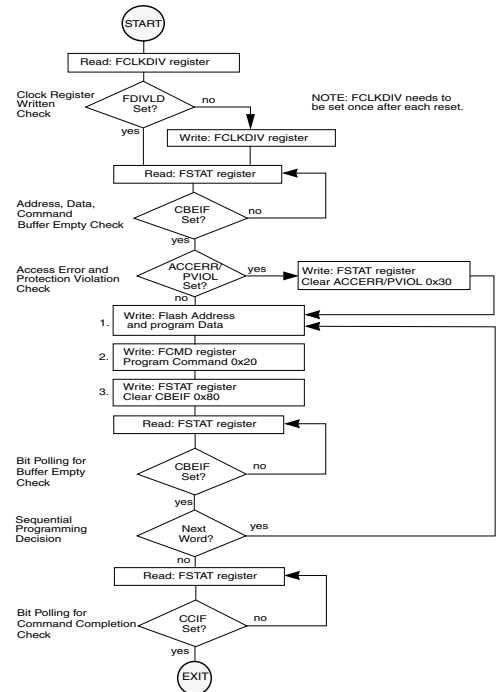 START
Read: FCLKDIV register
Clock Register
Written
Check
FDIVLD
Set?
no
yes
NOTE: FCLKDIV needs to
be set once after each reset.
Write: FCLKDIV register
Read: FSTAT register
Address, Data,
Command
Buffer Empty Check
CBEIF
Set?
no
yes
Access Error and
Protection Violation
Check
ACCERR/
PVIOL
Set?
yes
no
Write: FSTAT register
Clear ACCERR/PVIOL 0x30
1.
Write: Flash Address
and program Data
2.
Write: FCMD register
Program Command 0x20
3.
Write: FSTAT register
Clear CBEIF 0x80
Read: FSTAT register
Bit Polling for
Buffer Empty
Check
CBEIF
Set?
no
yes
Sequential
Programming
Decision
Next
Word?
yes
no
Read: FSTAT register
Bit Polling for
Command Completion
Check
CCIF
Set?
no
yes
EXIT